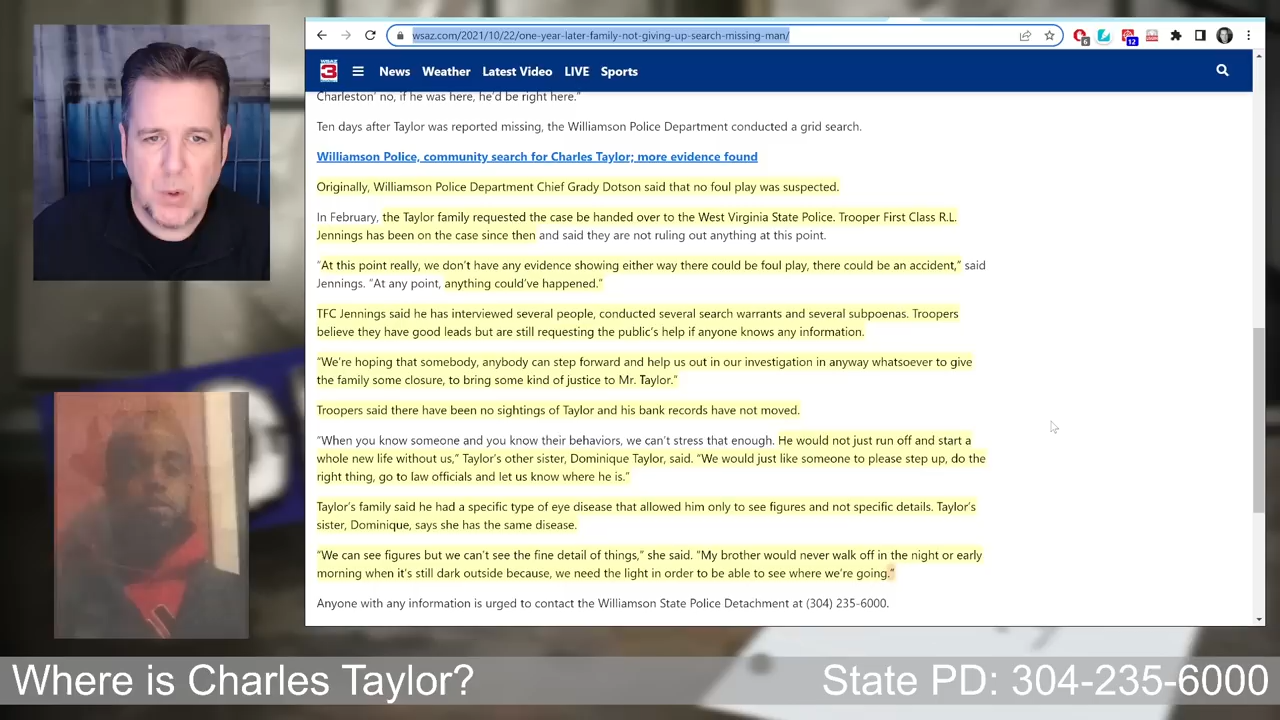 wsaz.com/2021/10/22/one-year-later-family-not-giving-up-search-missing-man/
6
12
WSAZ
3
News Weather Latest Video LIVE Sports
Charleston' no, if he was here, he'd be right here.”
Ten days after Taylor was reported missing, the Williamson Police Department conducted a grid search.
Williamson Police, community search for Charles Taylor; more evidence found
Originally, Williamson Police Department Chief Grady Dotson said that no foul play was suspected.
In February, the Taylor family requested the case be handed over to the West Virginia State Police. Trooper First Class R.L.
Jennings has been on the case since then and said they are not ruling out anything at this point.
“At this point really, we don’t have any evidence showing either way there could be foul play, there could be an accident,” said
Jennings. “At any point, anything could’ve happened.”
TFC Jennings said he has interviewed several people, conducted several search warrants and several subpoenas. Troopers
believe they have good leads but are still requesting the public’s help if anyone knows any information.
“We’re hoping that somebody, anybody can step forward and help us out in our investigation in anyway whatsoever to give
the family some closure, to bring some kind of justice to Mr. Taylor.”
Troopers said there have been no sightings of Taylor and his bank records have not moved.
“When you know someone and you know their behaviors, we can’t stress that enough. He would not just run off and start a
whole new life without us,” Taylor’s other sister, Dominique Taylor, said. “We would just like someone to please step up, do the
right thing, go to law officials and let us know where he is.”
Taylor’s family said he had a specific type of eye disease that allowed him only to see figures and not specific details. Taylor’s
sister, Dominique, says she has the same disease.
“We can see figures but we can’t see the fine detail of things,” she said. “My brother would never walk off in the night or early
morning when it’s still dark outside because, we need the light in order to be able to see where we’re going.”
Anyone with any information is urged to contact the Williamson State Police Detachment at (304) 235-6000.
Where is Charles Taylor?
State PD: 304-235-6000